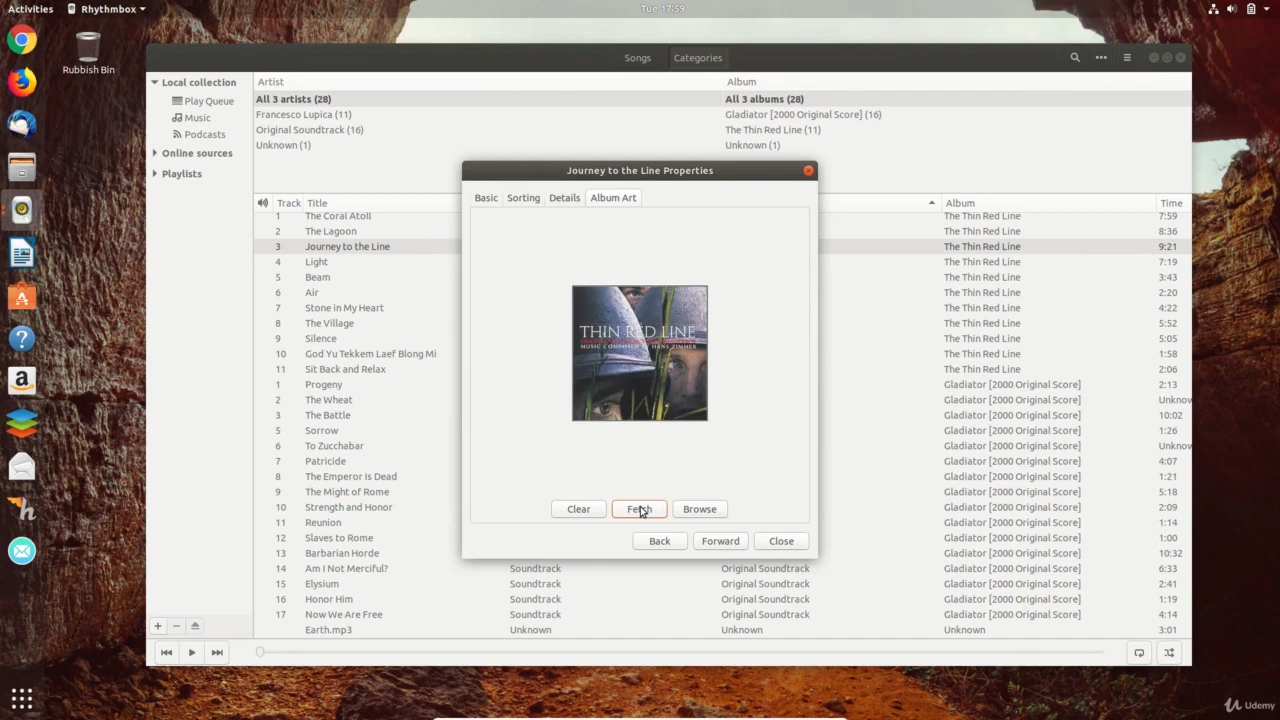 Activities
Rhythmbox
Tue 17:59
Rubbish Bin
Songs
Categories
Local collection
Play Queue
Music
Podcasts
Online sources
Playlists
Artist
All 3 artists (28)
Francesco Lupica (11)
Original Soundtrack (16)
Unknown (1)
Album
All 3 albums (28)
Gladiator [2000 Original Score] (16)
The Thin Red Line (11)
Unknown (1)
Track Title Album Time
1 The Coral Atoll The Thin Red Line 7:59
2 The Lagoon The Thin Red Line 8:36
3 Journey to the Line The Thin Red Line 9:21
4 Light The Thin Red Line 7:19
5 Beam The Thin Red Line 3:43
6 Air The Thin Red Line 2:20
7 Stone in My Heart The Thin Red Line 4:22
8 The Village The Thin Red Line 5:52
9 Silence The Thin Red Line 5:05
10 God Yu Tekkem Laef Blong Mi The Thin Red Line 1:58
11 Sit Back and Relax The Thin Red Line 2:06
1 Progeny Gladiator [2000 Original Score] 2:13
2 The Wheat Gladiator [2000 Original Score] Unknow
3 The Battle Gladiator [2000 Original Score] 10:02
5 Sorrow Gladiator [2000 Original Score] 1:26
6 To Zucchabar Gladiator [2000 Original Score] Unknow
7 Patricide Gladiator [2000 Original Score] 4:07
8 The Emperor Is Dead Gladiator [2000 Original Score] 1:21
9 The Might of Rome Gladiator [2000 Original Score] 5:18
10 Strength and Honor Gladiator [2000 Original Score] 2:09
11 Reunion Gladiator [2000 Original Score] 1:14
12 Slaves to Rome Gladiator [2000 Original Score] 1:00
13 Barbarian Horde Gladiator [2000 Original Score] 10:32
14 Am I Not Merciful? Soundtrack Original Soundtrack Gladiator [2000 Original Score] 6:33
15 Elysium Soundtrack Original Soundtrack Gladiator [2000 Original Score] 2:41
16 Honor Him Soundtrack Original Soundtrack Gladiator [2000 Original Score] 1:19
17 Now We Are Free Soundtrack Original Soundtrack Gladiator [2000 Original Score] 4:14
Earth.mp3 Unknown Unknown Unknown 3:01
Journey to the Line Properties
Basic Sorting Details Album Art
THIN RED LINE
MUSIC COMPOSED BY HANS ZIMMER
Clear Fetch Browse
Back Forward Close
Udemy